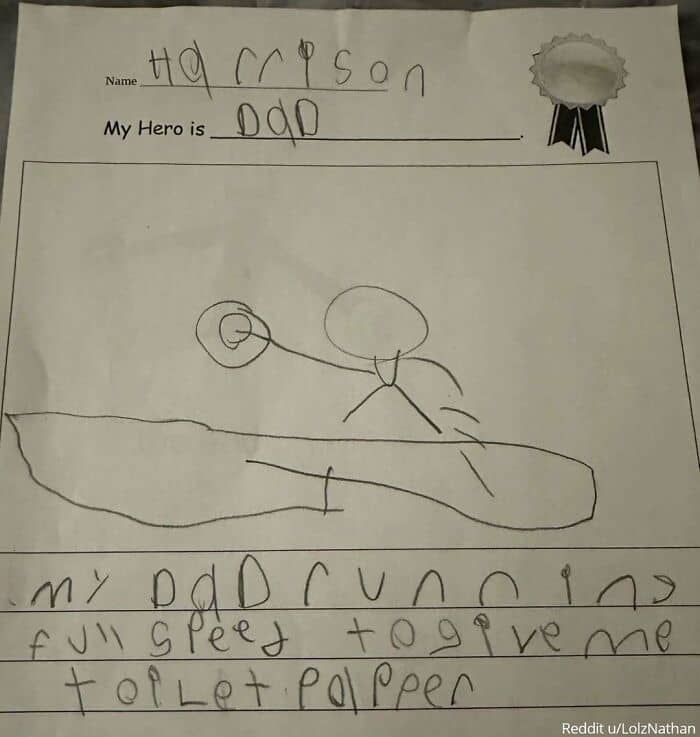 Name Harrison
My Hero is DaD.
my DaD running
full speed to give me
toiLet papper
Reddit u/LolzNathan